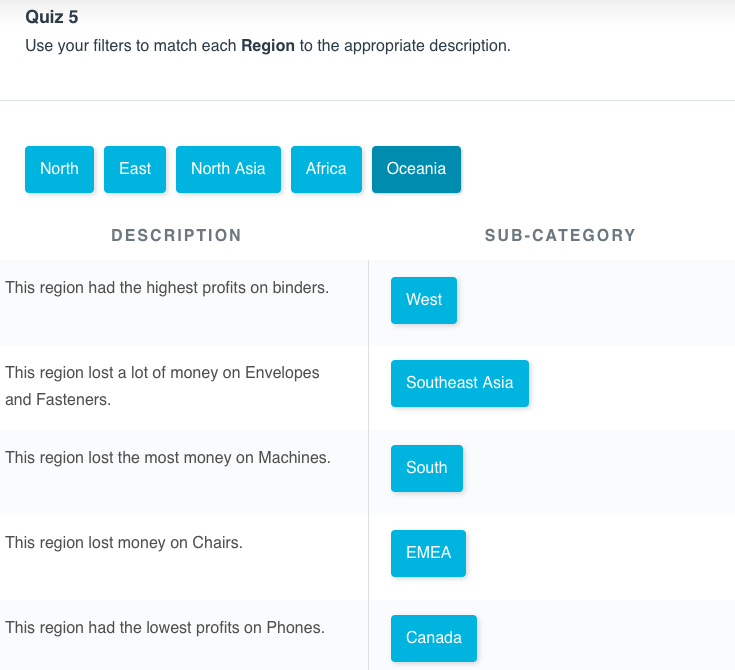 Quiz 5
Use your filters to match each Region to the appropriate description.
North
East
North Asia
Africa
Oceania
DESCRIPTION
SUB-CATEGORY
This region had the highest profits on binders.
West
This region lost a lot of money on Envelopes
and Fasteners.
Southeast Asia
This region lost the most money on Machines.
South
This region lost money on Chairs.
EMEA
This region had the lowest profits on Phones.
Canada